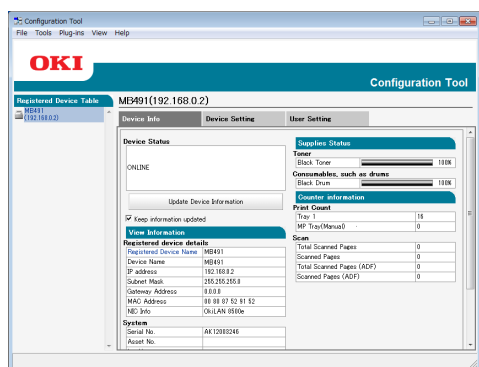 Configuration Tool
File Tools Plug-ins View Help
OKI
Configuration Tool
Registered Device Table
MB491
(192.168.0.2)
MB491(192.168.0.2)
Device Info
Device Setting
User Setting
Device Status
ONLINE
Update Device Information
Keep information updated
View Information
Registered device details
Registered Device Name MB491
Device Name MB491
IP address 192.168.0.2
Subnet Mask 255.255.255.0
Gateway Address 0.0.0.0
MAC Address 00 80 87 52 91 52
NIC Info OkiLAN 8500e
System
Serial No. AK12003246
Asset No.
Supplies Status
Toner
Black Toner 100%
Consumables, such as drums
Black Drum 100%
Counter information
Print Count
Tray 1 16
MP Tray(Manual) 0
Scan
Total Scanned Pages 0
Scanned Pages 0
Total Scanned Pages (ADF) 0
Scanned Pages (ADF) 0